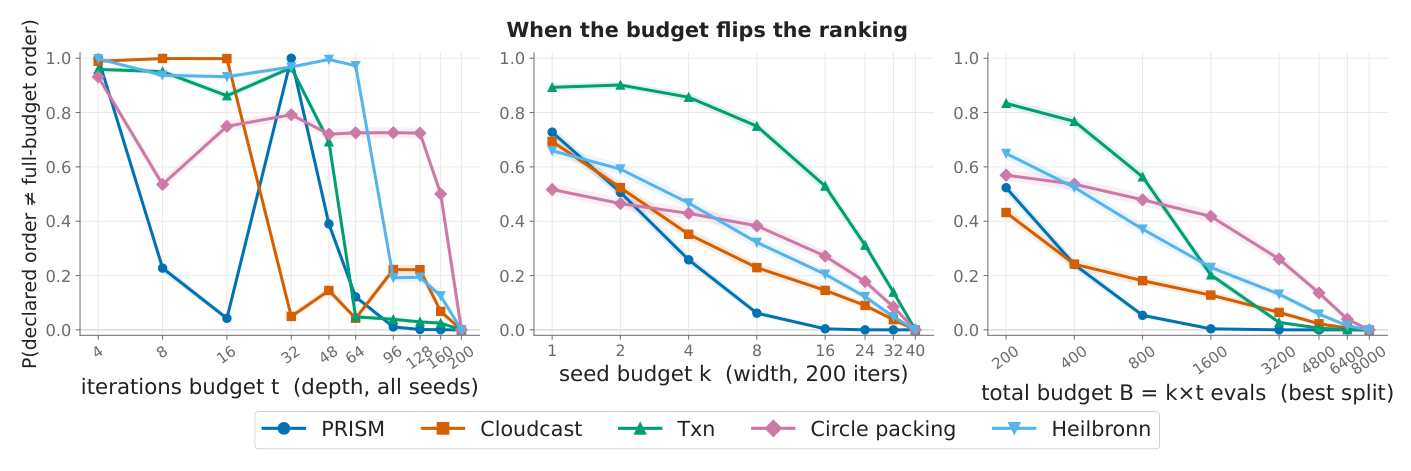 When the budget flips the ranking
P(declared order ≠ full-budget order)
1.0
0.8
0.6
0.4
0.2
0.0
4 8 16 32 48 64 96 128 160 200
iterations budget t (depth, all seeds)
1.0
0.8
0.6
0.4
0.2
0.0
1 2 4 8 16 24 32 40
seed budget k (width, 200 iters)
1.0
0.8
0.6
0.4
0.2
0.0
200 400 800 1600 3200 4800 6400 8000
total budget B = k×t evals (best split)
PRISM Cloudcast Txn Circle packing Heilbronn